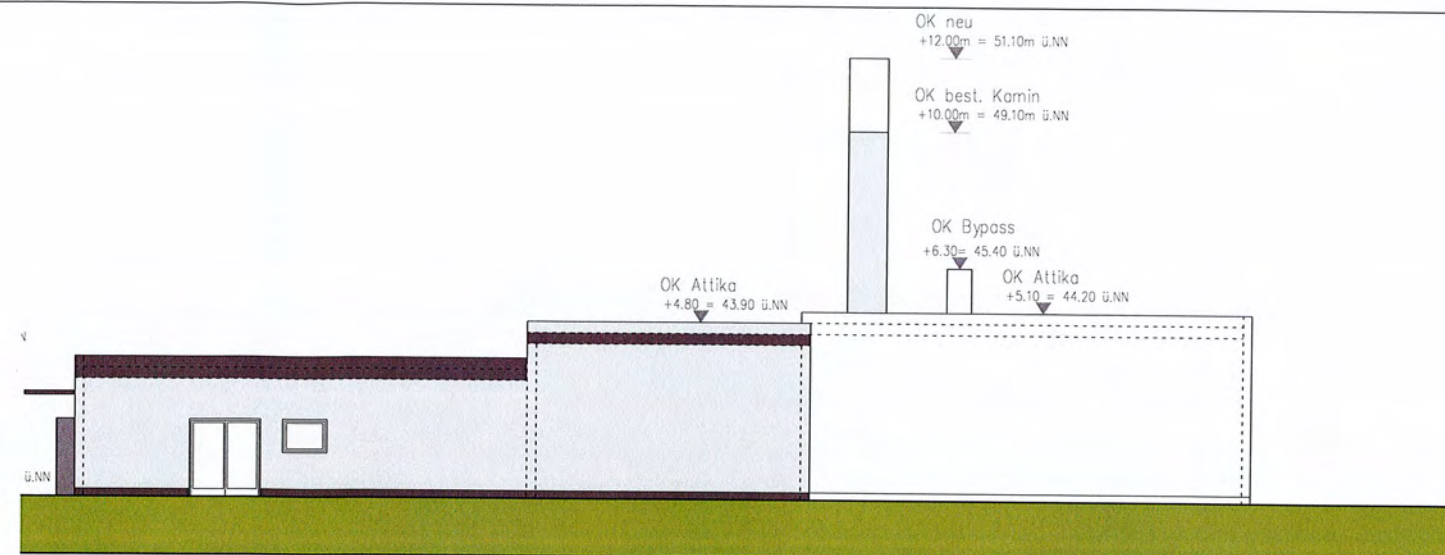 OK neu
+12.00m = 51.10m ü.NN
OK best. Kamin
+10.00m = 49.10m ü.NN
OK Bypass
+6.30= 45.40 ü.NN
OK Attika
+4.80 = 43.90 ü.NN
OK Attika
+5.10 = 44.20 ü.NN
ü.NN